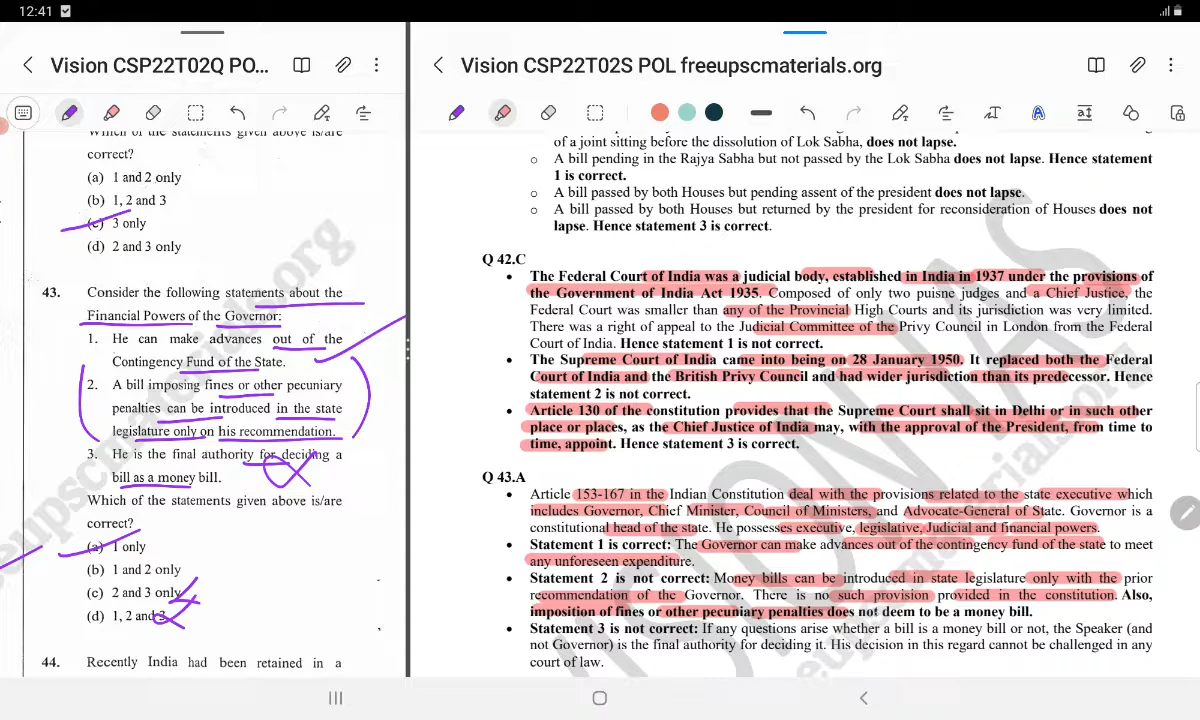 12:41
Vision CSP22T02Q PO...
Which of the statements given above is/are
correct?
(a) 1 and 2 only
(b) 1, 2 and 3
(c) 3 only
(d) 2 and 3 only
43. Consider the following statements about the
Financial Powers of the Governor:
1. He can make advances out of the
Contingency Fund of the State.
2. A bill imposing fines or other pecuniary
penalties can be introduced in the state
legislature only on his recommendation.
3. He is the final authority for deciding a
bill as a money bill.
Which of the statements given above is/are
correct?
(a) 1 only
(b) 1 and 2 only
(c) 2 and 3 only
(d) 1, 2 and 3
44. Recently India had been retained in a
Vision CSP22T02S POL freeupscmaterials.org
of a joint sitting before the dissolution of Lok Sabha, does not lapse.
o A bill pending in the Rajya Sabha but not passed by the Lok Sabha does not lapse. Hence statement
1 is correct.
o A bill passed by both Houses but pending assent of the president does not lapse.
o A bill passed by both Houses but returned by the president for reconsideration of Houses does not
lapse. Hence statement 3 is correct.
Q 42.C
• The Federal Court of India was a judicial body, established in India in 1937 under the provisions of
the Government of India Act 1935. Composed of only two puisne judges and a Chief Justice, the
Federal Court was smaller than any of the Provincial High Courts and its jurisdiction was very limited.
There was a right of appeal to the Judicial Committee of the Privy Council in London from the Federal
Court of India. Hence statement 1 is not correct.
• The Supreme Court of India came into being on 28 January 1950. It replaced both the Federal
Court of India and the British Privy Council and had wider jurisdiction than its predecessor. Hence
statement 2 is not correct.
• Article 130 of the constitution provides that the Supreme Court shall sit in Delhi or in such other
place or places, as the Chief Justice of India may, with the approval of the President, from time to
time, appoint. Hence statement 3 is correct.
Q 43.A
• Article 153-167 in the Indian Constitution deal with the provisions related to the state executive which
includes Governor, Chief Minister, Council of Ministers, and Advocate-General of State. Governor is a
constitutional head of the state. He possesses executive, legislative, Judicial and financial powers.
• Statement 1 is correct: The Governor can make advances out of the contingency fund of the state to meet
any unforeseen expenditure.
• Statement 2 is not correct: Money bills can be introduced in state legislature only with the prior
recommendation of the Governor. There is no such provision provided in the constitution. Also,
imposition of fines or other pecuniary penalties does not deem to be a money bill.
• Statement 3 is not correct: If any questions arise whether a bill is a money bill or not, the Speaker (and
not Governor) is the final authority for deciding it. His decision in this regard cannot be challenged in any
court of law.